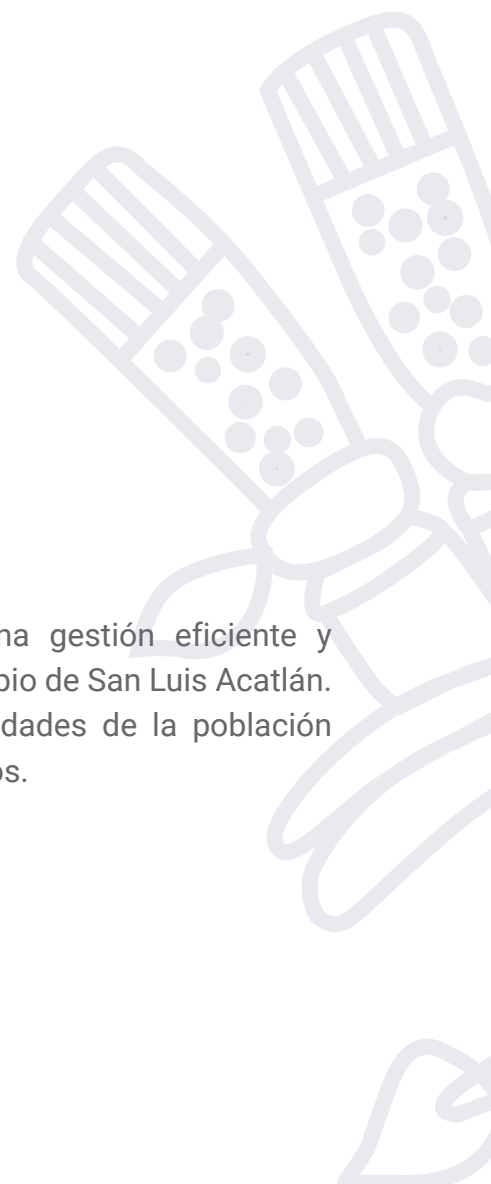 na gestión eficiente y
pio de San Luis Acatlán.
dades de la población
os.